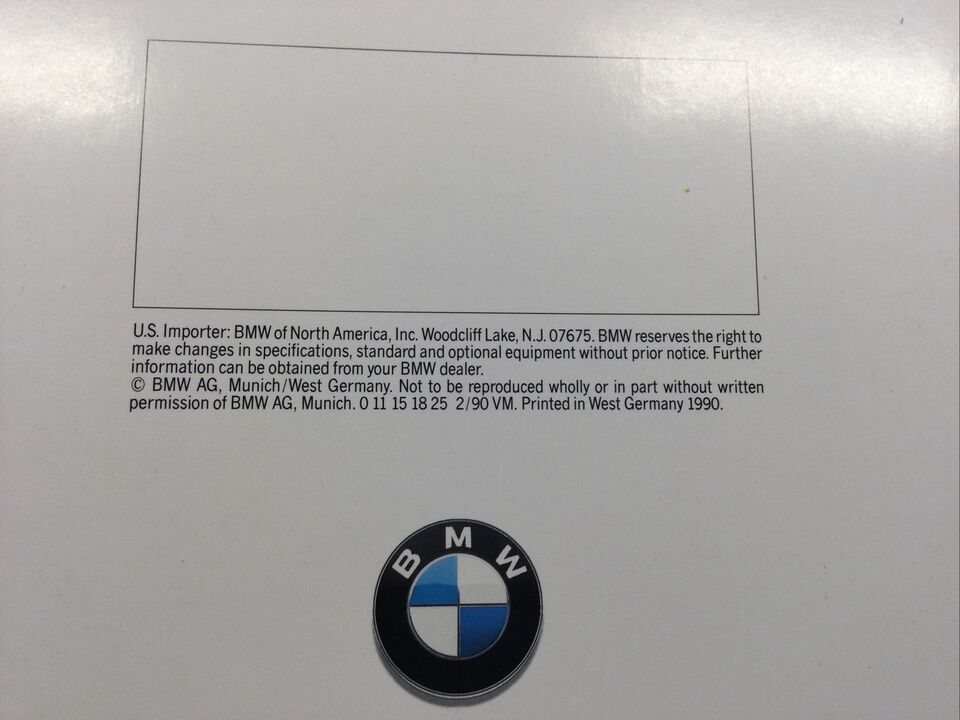 U.S. Importer: BMW of North America, Inc. Woodcliff Lake, N.J. 07675. BMW reserves the right to
make changes in specifications, standard and optional equipment without prior notice. Further
information can be obtained from your BMW dealer.
© BMW AG, Munich/West Germany. Not to be reproduced wholly or in part without written
permission of BMW AG, Munich. 0 11 15 18 25 2/90 VM. Printed in West Germany 1990.
BMW